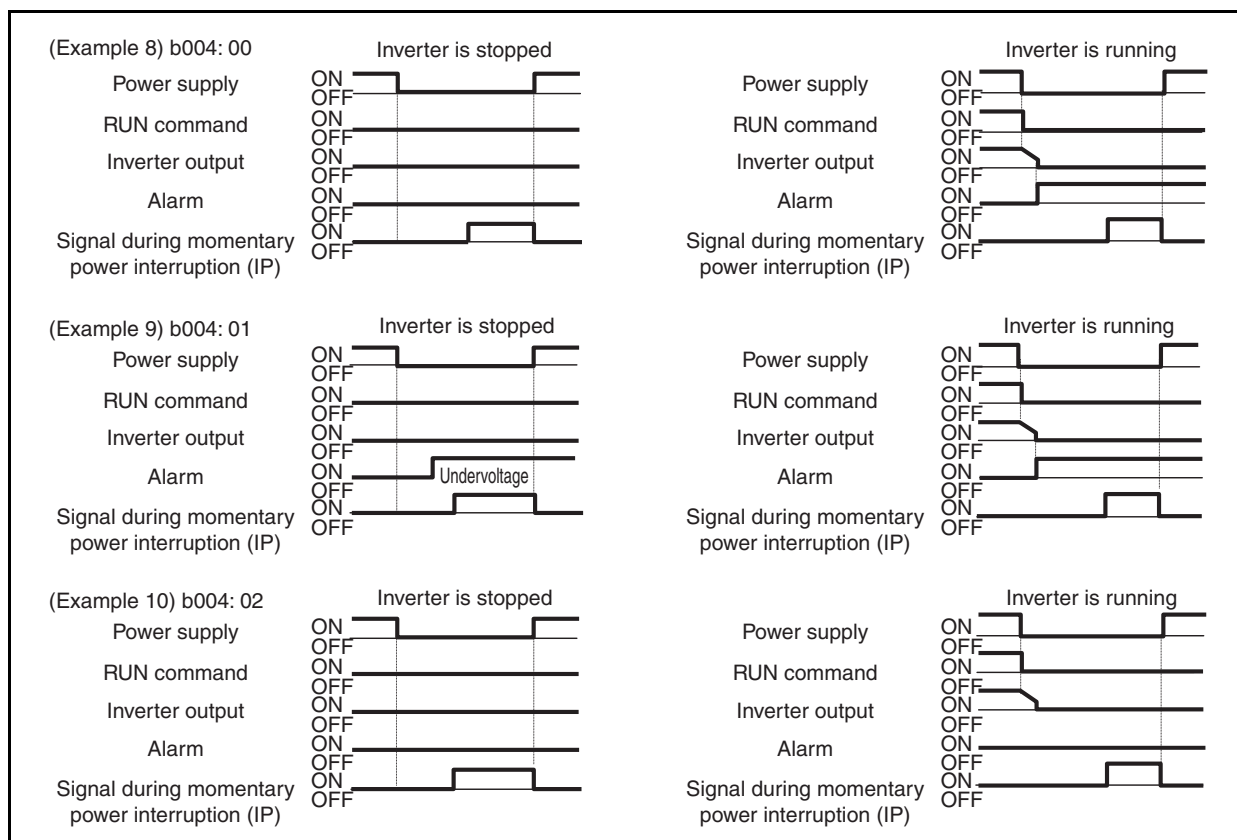 (Example 8) b004: 00
Inverter is stopped
Power supply
ON
OFF
RUN command
ON
OFF
Inverter output
ON
OFF
Alarm
ON
OFF
Signal during momentary
power interruption (IP)
ON
OFF
Inverter is running
Power supply
ON
OFF
RUN command
ON
OFF
Inverter output
ON
OFF
Alarm
ON
OFF
Signal during momentary
power interruption (IP)
ON
OFF
(Example 9) b004: 01
Inverter is stopped
Power supply
ON
OFF
RUN command
ON
OFF
Inverter output
ON
OFF
Alarm
ON
OFF
Undervoltage
Signal during momentary
power interruption (IP)
ON
OFF
Inverter is running
Power supply
ON
OFF
RUN command
ON
OFF
Inverter output
ON
OFF
Alarm
ON
OFF
Signal during momentary
power interruption (IP)
ON
OFF
(Example 10) b004: 02
Inverter is stopped
Power supply
ON
OFF
RUN command
ON
OFF
Inverter output
ON
OFF
Alarm
ON
OFF
Signal during momentary
power interruption (IP)
ON
OFF
Inverter is running
Power supply
ON
OFF
RUN command
ON
OFF
Inverter output
ON
OFF
Alarm
ON
OFF
Signal during momentary
power interruption (IP)
ON
OFF